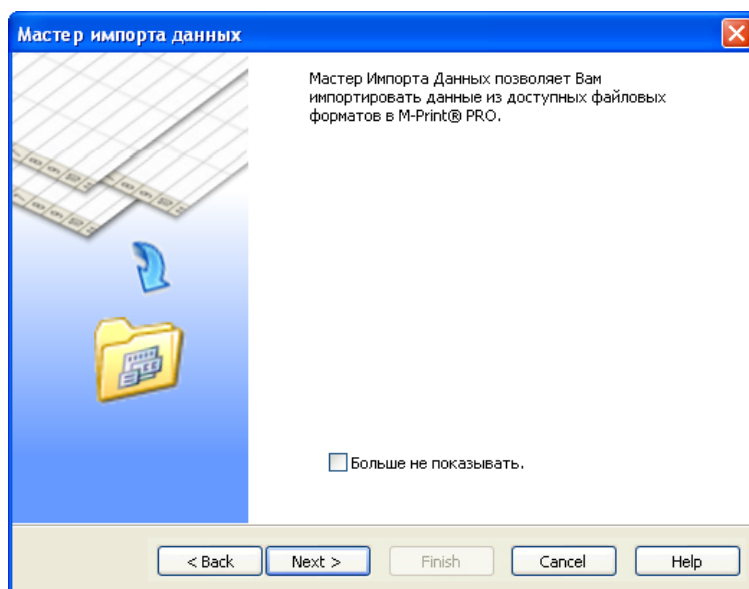 Мастер импорта данных
Мастер Импорта Данных позволяет Вам
импортировать данные из доступных файловых
форматов в M-Print® PRO.
Больше не показывать.
< Back Next > Finish Cancel Help